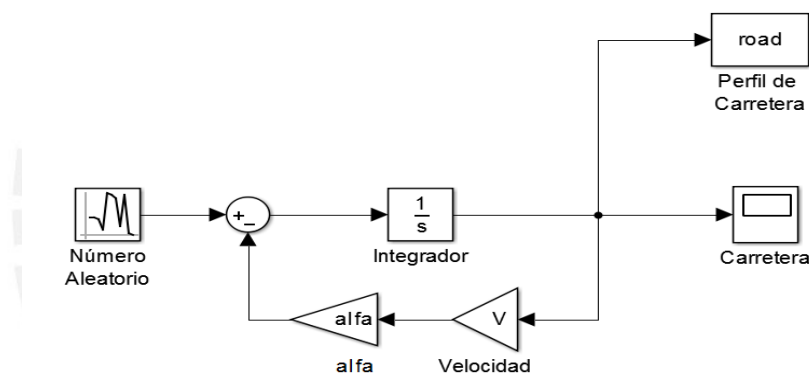 road
Perfil de
Carretera
+
−
1
s
Número
Aleatorio
Integrador
Carretera
alfa
V
alfa
Velocidad